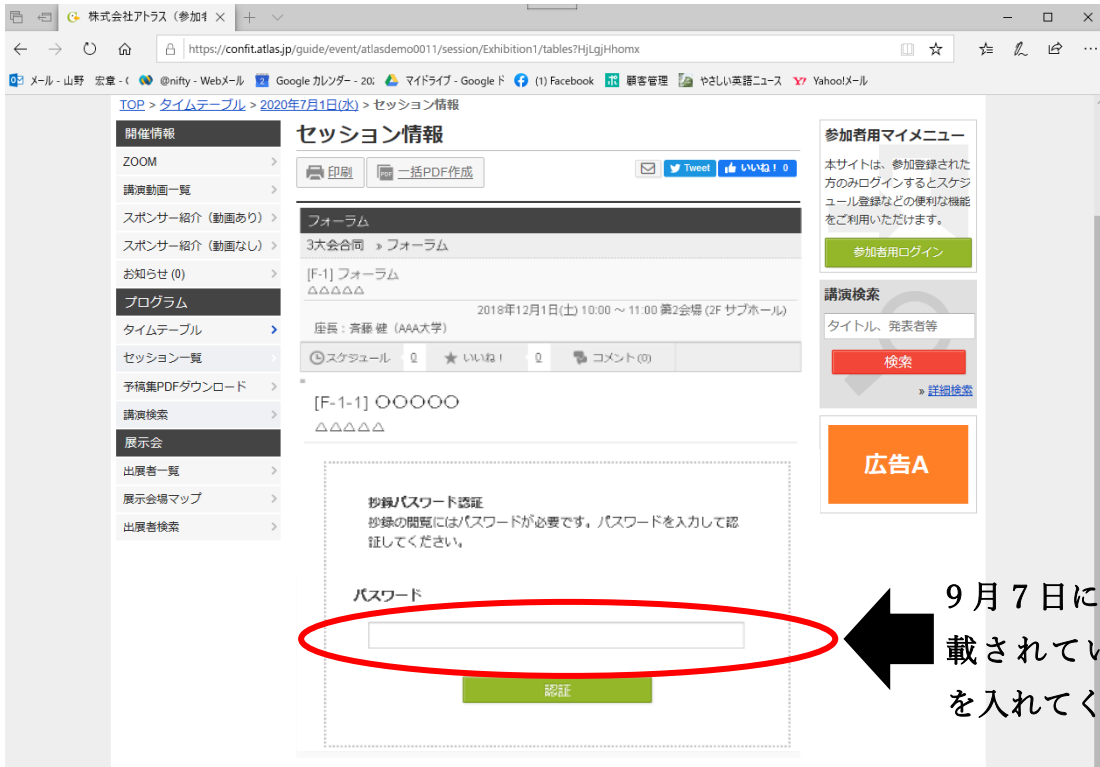 株式会社アトラス（参加者
https://confit.atlas.jp/guide/event/atlasdemo0011/session/Exhibition1/tables?HjLgjHhomx
メール - 山野　宏章 - (
@nifty - Webメール
Google カレンダー - 202
マイドライブ - Google ド
(1) Facebook
顧客管理
やさしい英語ニュース
Yahoo!メール
TOP > タイムテーブル > 2020年7月1日(水) > セッション情報
開催情報
ZOOM
講演動画一覧
スポンサー紹介（動画あり）
スポンサー紹介（動画なし）
お知らせ (0)
プログラム
タイムテーブル
セッション一覧
予稿集PDFダウンロード
講演検索
展示会
出展者一覧
展示会場マップ
出展者検索
セッション情報
印刷
PDF 一括PDF作成
Tweet
いいね！ 0
フォーラム
3大会合同 » フォーラム
[F-1] フォーラム
△△△△△
2018年12月1日(土) 10:00 ～ 11:00 第2会場 (2F サブホール)
座長：斉藤 健（AAA大学）
スケジュール 0 ★ いいね！ 0 コメント (0)
[F-1-1] 〇〇〇〇〇
△△△△△
抄録パスワード認証
抄録の閲覧にはパスワードが必要です。パスワードを入力して認
証してください。
パスワード
認証
参加者用マイメニュー
本サイトは、参加登録された
方のみログインするとスケジ
ュール登録などの便利な機能
をご利用いただけます。
参加者用ログイン
講演検索
タイトル、発表者等
検索
» 詳細検索
広告A
９月７日に
載されてい
を入れてく